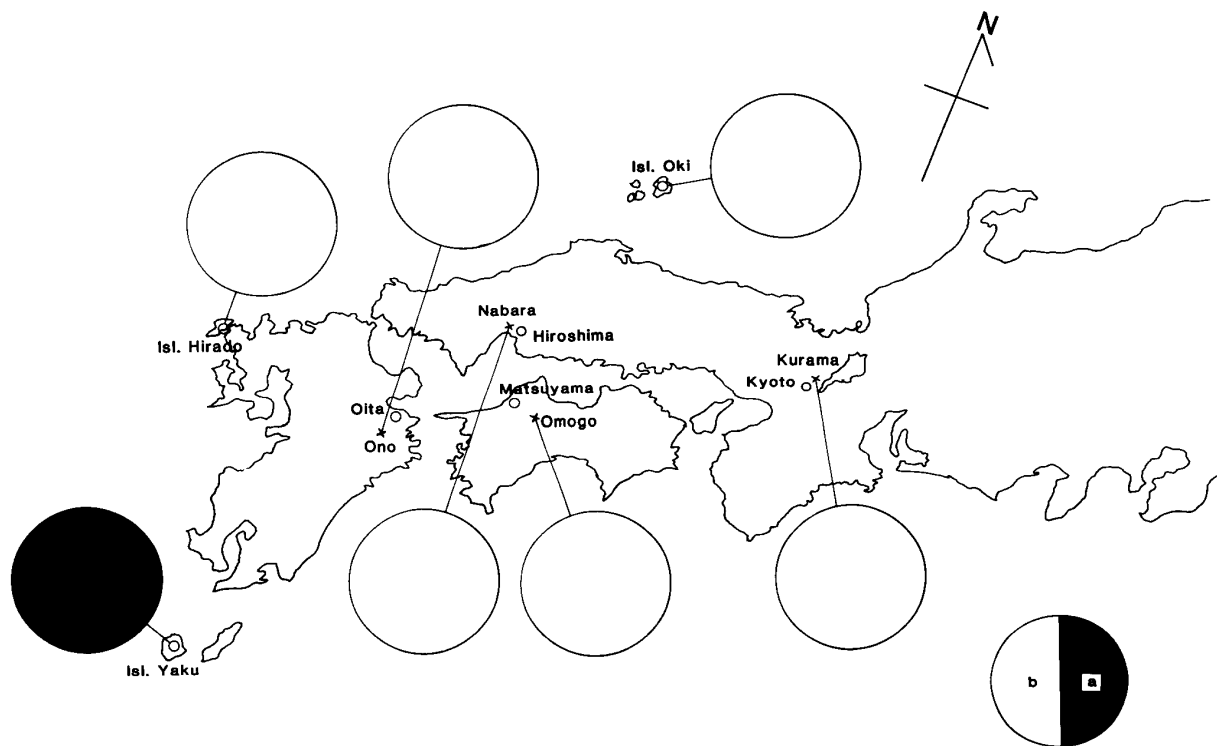 N
Isl. Oki
Nabara
Hiroshima
Isl. Hirado
Kurama
Kyoto
Matsuyama
Oita
Omogo
Ono
Isl. Yaku
b
a